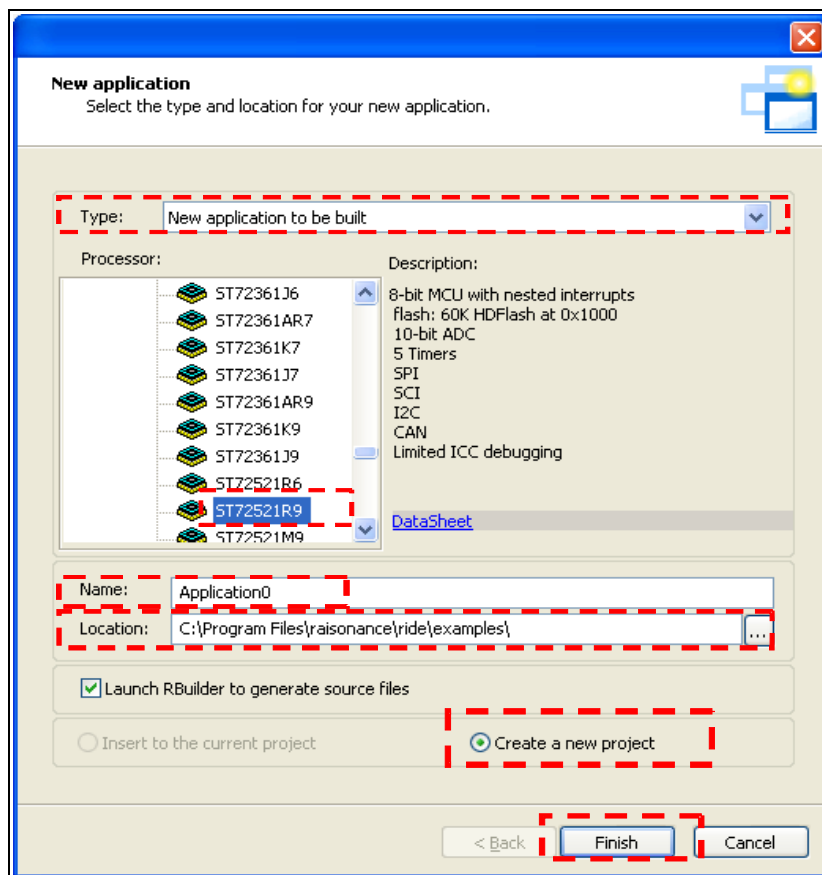 New application
Select the type and location for your new application.
Type: New application to be built
Processor:
Description:
ST72361J6
ST72361AR7
ST72361K7
ST72361J7
ST72361AR9
ST72361K9
ST72361J9
ST72521R6
ST72521R9
ST72521M9
8-bit MCU with nested interrupts
flash: 60K HDFlash at 0x1000
10-bit ADC
5 Timers
SPI
SCI
I2C
CAN
Limited ICC debugging
DataSheet
Name: Application0
Location: C:\Program Files\raisonance\ride\examples\ ...
Launch RBuilder to generate source files
Insert to the current project
Create a new project
< Back
Finish
Cancel